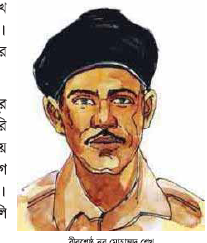 খ
।
র
র
রি
য়
গ
।
লি
বীরশ্রেষ্ঠ নূর মোহাম্মদ শেখ